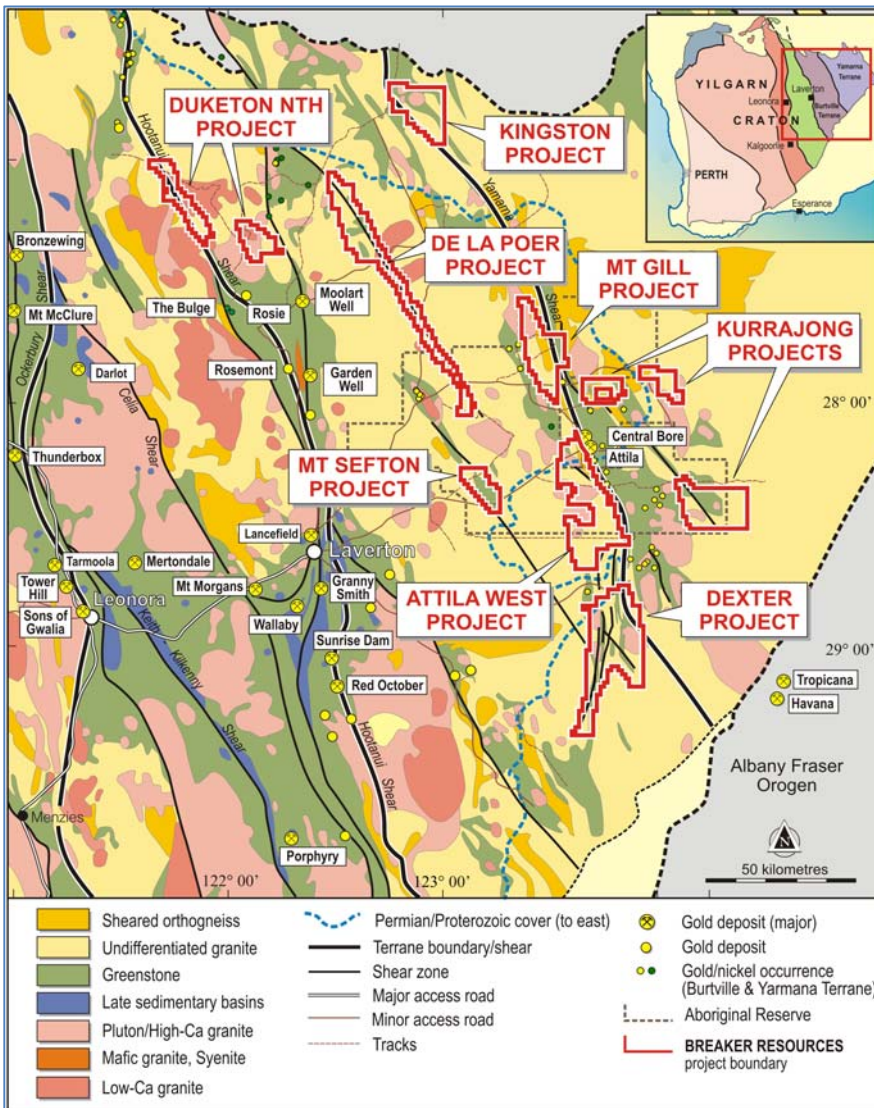 YILGARN
CRATON
Yamarna
Terrane
Laverton
Leonora
Burtville
Terrane
Kalgoorlie
PERTH
Esperance
DUKETON NTH
PROJECT
KINGSTON
PROJECT
Hootanui
Yamarna
DE LA POER
PROJECT
MT GILL
PROJECT
KURRAJONG
PROJECTS
Bronzewing
Shear
Mt McClure
The Bulge
Shear
Rosie
Moolart
Well
Shear
Ockerbury
Darlot
Rosemont
Garden
Well
Celia
Shear
28° 00'
Central Bore
Attila
Thunderbox
MT SEFTON
PROJECT
Lancefield
Laverton
Tarmoola
Mertondale
Tower
Hill
Mt Morgans
Granny
Smith
Leonora
Sons of
Gwalia
Wallaby
ATTILA WEST
PROJECT
DEXTER
PROJECT
Keith
Kilkenny
Shear
Sunrise Dam
29° 00'
Red October
Tropicana
Havana
Hootanui
Shear
Albany Fraser
Orogen
Menzies
Porphyry
N
50 kilometres
122° 00'
123° 00'
Sheared orthogneiss
Undifferentiated granite
Greenstone
Late sedimentary basins
Pluton/High-Ca granite
Mafic granite, Syenite
Low-Ca granite
Permian/Proterozoic cover (to east)
Terrane boundary/shear
Shear zone
Major access road
Minor access road
Tracks
Gold deposit (major)
Gold deposit
Gold/nickel occurrence
(Burtville & Yarmana Terrane)
Aboriginal Reserve
BREAKER RESOURCES
project boundary